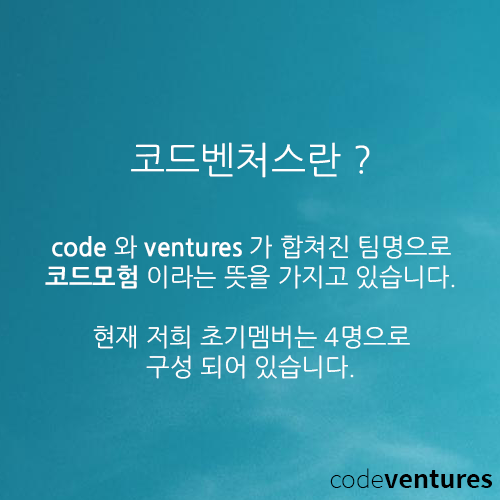 코드벤처스란 ?
code 와 ventures 가 합쳐진 팀명으로
코드모험 이라는 뜻을 가지고 있습니다.
현재 저희 초기멤버는 4명으로
구성 되어 있습니다.
codeventures